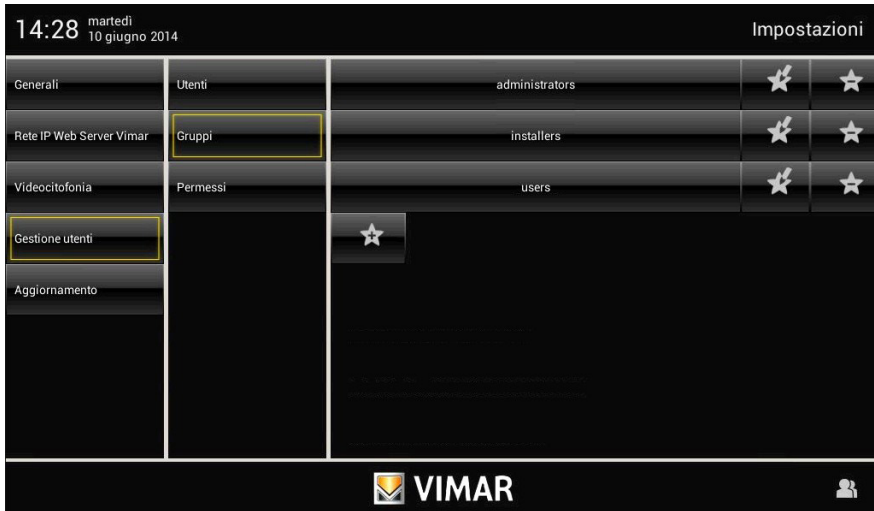 14:28 martedì
10 giugno 2014
Impostazioni
Generali
Utenti
administrators
Rete IP Web Server Vimar
Gruppi
installers
Videocitofonia
Permessi
users
Gestione utenti
Aggiornamento
VIMAR